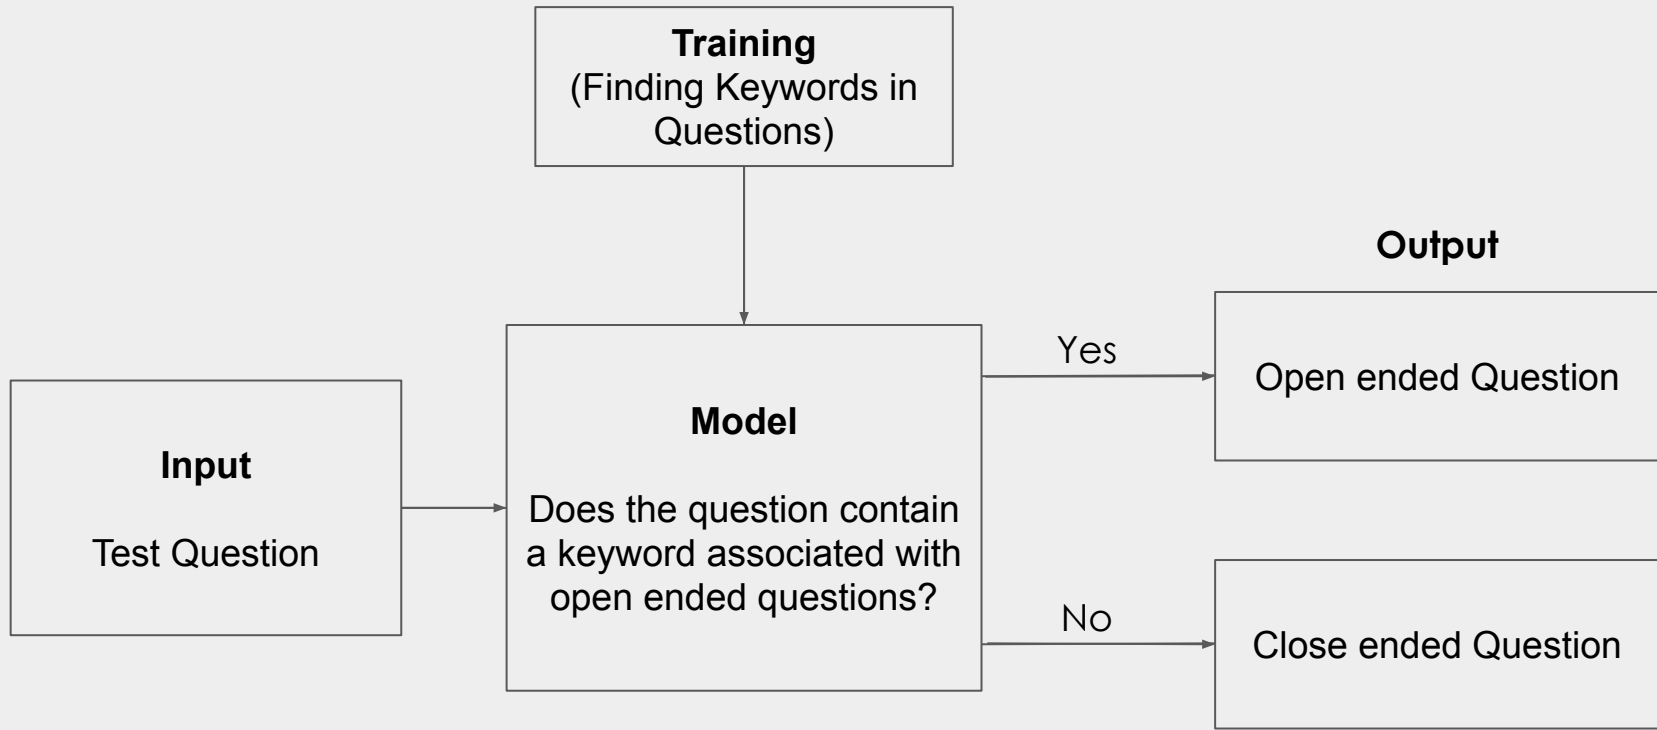 Training
(Finding Keywords in
Questions)
Output
Yes
Open ended Question
Model
Does the question contain
a keyword associated with
open ended questions?
Input
Test Question
No
Close ended Question